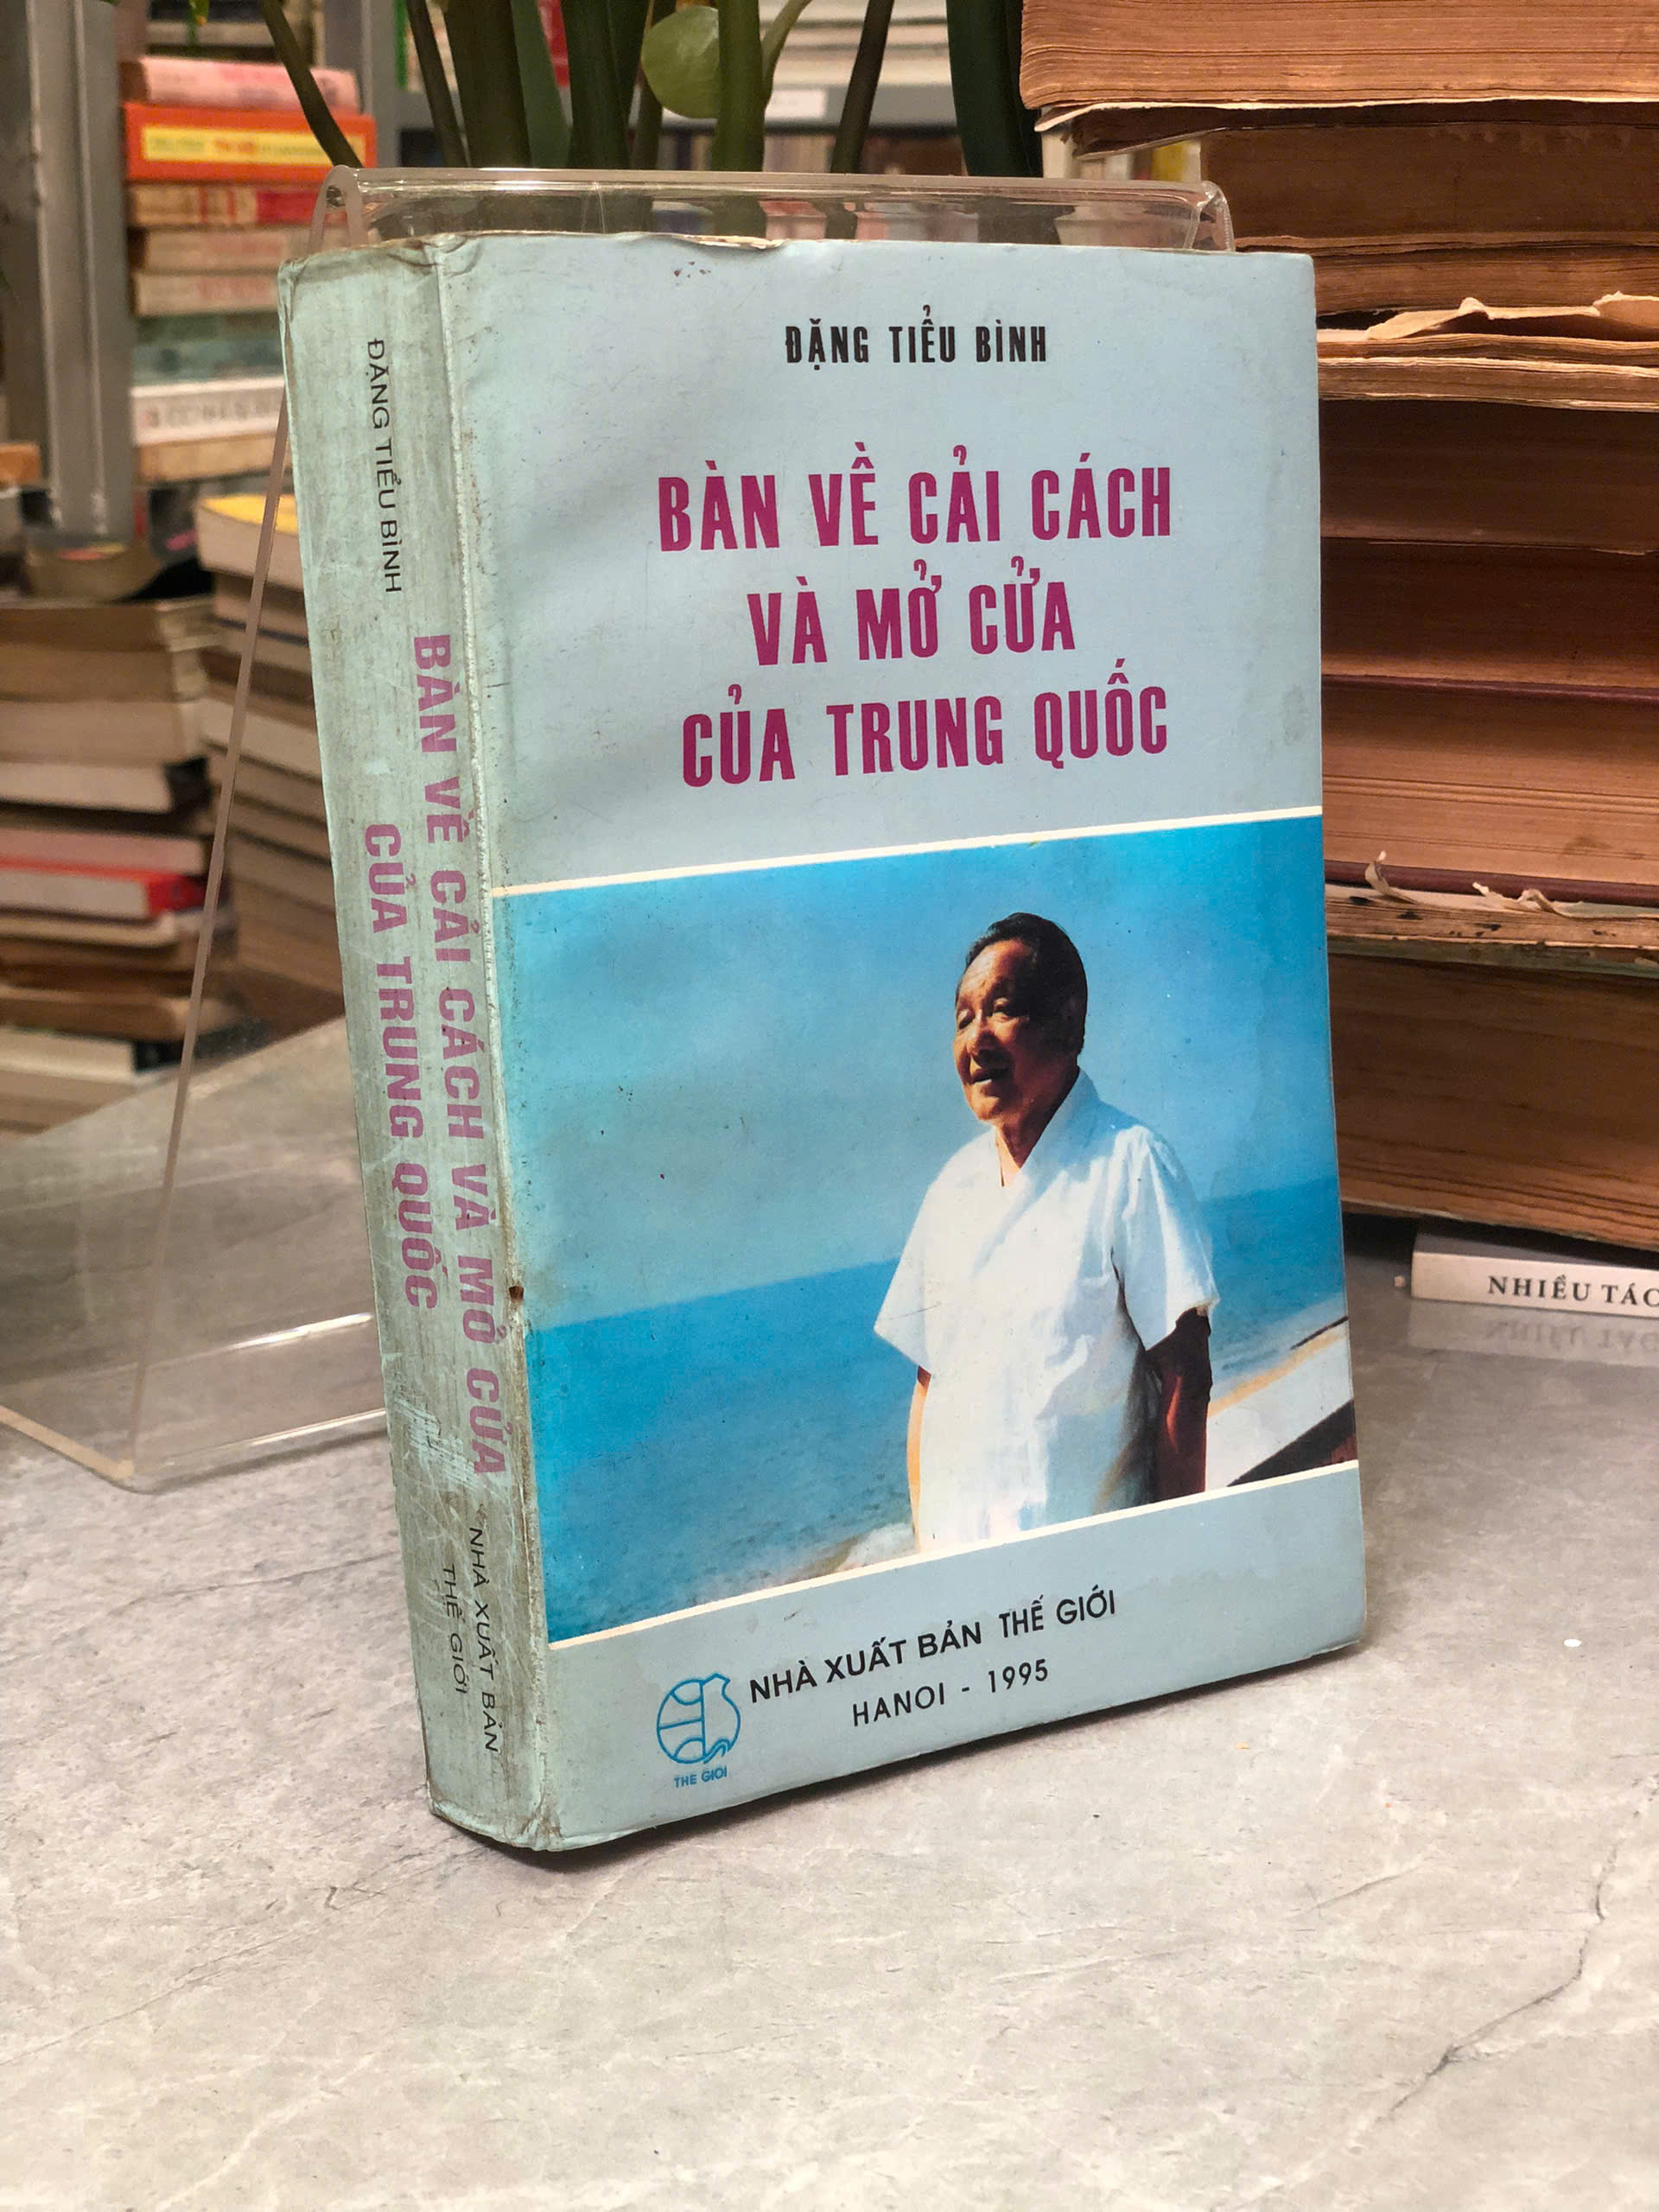 ĐẶNG TIỂU BÌNH
BÀN VỀ CẢI CÁCH
VÀ MỞ CỬA
CỦA TRUNG QUỐC
NHÀ XUẤT BẢN THẾ GIỚI
HANOI - 1995
THẾ GIỚI
ĐẶNG TIỂU BÌNH
BÀN VỀ CẢI CÁCH VÀ MỞ CỬA
CỦA TRUNG QUỐC
NHÀ XUẤT BẢN
THẾ GIỚI
NHIỀU TÁC